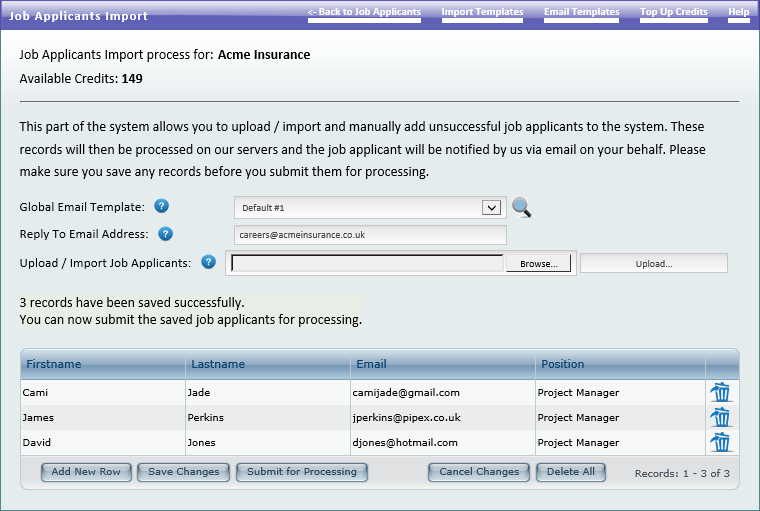 Job Applicants Import
<- Back to Job Applicants Import Templates Email Templates Top Up Credits Help
Job Applicants Import process for: Acme Insurance
Available Credits: 149
This part of the system allows you to upload / import and manually add unsuccessful job applicants to the system. These
records will then be processed on our servers and the job applicant will be notified by us via email on your behalf. Please
make sure you save any records before you submit them for processing.
Global Email Template: ? Default #1
Reply To Email Address: ? careers@acmeinsurance.co.uk
Upload / Import Job Applicants: ? Browse... Upload...
3 records have been saved successfully.
You can now submit the saved job applicants for processing.
Firstname Lastname Email Position
Cami Jade camijade@gmail.com Project Manager
James Perkins jperkins@pipex.co.uk Project Manager
David Jones djones@hotmail.com Project Manager
Add New Row Save Changes Submit for Processing Cancel Changes Delete All Records: 1 - 3 of 3